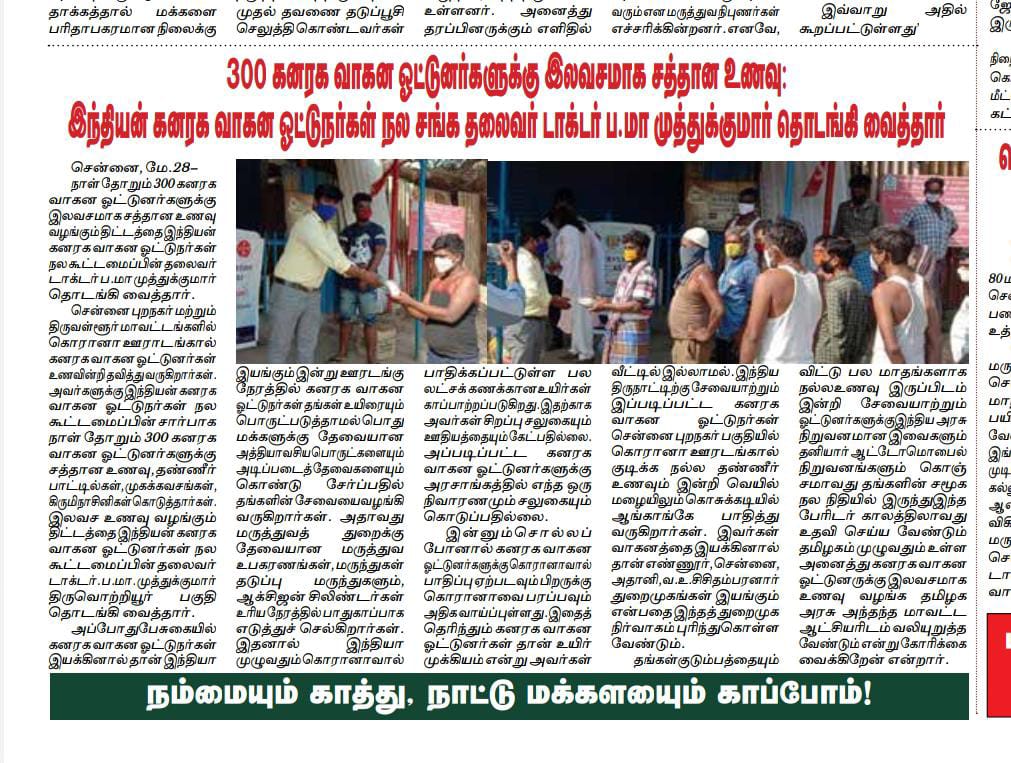 தாக்கத்தால் மக்களை
பரிதாபகரமான நிலைக்கு
முதல் தவணை தடுப்பூசி
செலுத்திகொண்டவர்கள்
உள்ளனர். அனைத்து
தரப்பினருக்கும் எளிதில்
வரும் என மருத்துவ நிபுணர்கள்
எச்சரிக்கின்றனர். எனவே,
இவ்வாறு அதில்
கூறப்பட்டுள்ளது'
300 கனரக வாகன ஓட்டுனர்களுக்கு இலவசமாக சத்தான உணவு:
இந்தியன் கனரக வாகன ஓட்டுநர்கள் நல சங்க தலைவர் டாக்டர் ப.மா முத்துக்குமார் தொடங்கி வைத்தார்
சென்னை, மே.28–
நாள் தோறும் 300 கனரக
வாகன ஓட்டுனர்களுக்கு
இலவசமாக சத்தான உணவு
வழங்கும் திட்டத்தை இந்தியன்
கனரக வாகன ஓட்டுநர்கள்
நல கூட்டமைப்பின் தலைவர்
டாக்டர் ப.மா முத்துக்குமார்
தொடங்கி வைத்தார்.
சென்னை புறநகர் மற்றும்
திருவள்ளூர் மாவட்டங்களில்
கொரானா ஊராடங்கால்
கனரக வாகன ஓட்டுனர்கள்
உணவின்றி தவித்து வருகிறார்கள்.
அவர்களுக்கு இந்தியன் கனரக
வாகன ஓட்டுநர்கள் நல
கூட்டமைப்பின் சார்பாக
நாள் தோறும் 300 கனரக
வாகன ஓட்டுனர்களுக்கு
சத்தான உணவு, தண்ணீர்
பாட்டில்கள், முகக்கவசங்கள்,
கிருமி நாசினிகள் கொடுத்தார்கள்.
இலவச உணவு வழங்கும்
திட்டத்தை இந்தியன் கனரக
வாகன ஓட்டுனர்கள் நல
கூட்டமைப்பின் தலைவர்
டாக்டர்.ப.மா.முத்துக்குமார்
திருவொற்றியூர் பகுதி
தொடங்கி வைத்தார்.
அப்போது பேசுகையில்
கனரக வாகன ஓட்டுநர்கள்
இயக்கினால் தான் இந்தியா
இயங்கும் இன்று ஊரடங்கு
நேரத்தில் கனரக வாகன
ஓட்டுநர்கள் தங்கள் உயிரையும்
பொருட்படுத்தாமல் பொது
மக்களுக்கு தேவையான
அத்தியாவசிய பொருட்களையும்
அடிப்படைத் தேவைகளையும்
கொண்டு சேர்ப்பதில்
தங்களின் சேவையை வழங்கி
வருகிறார்கள். அதாவது
மருத்துவத் துறைக்கு
தேவையான மருத்துவ
உபகரணங்கள், மருந்துகள்
தடுப்பு மருந்துகளும்,
ஆக்சிஜன் சிலிண்டர்கள்
உரிய நேரத்தில் பாதுகாப்பாக
எடுத்துச் செல்கிறார்கள்.
இதனால் இந்தியா
முழுவதும் கொரானாவால்
பாதிக்கப்பட்டுள்ள பல
லட்சக் கணக்கான உயிர்கள்
காப்பாற்றப்படுகிறது. இதற்காக
அவர்கள் சிறப்பு சலுகையும்
ஊதியத்தையும் கேட்பதில்லை.
அப்படிப்பட்ட கனரக
வாகன ஓட்டுனர்களுக்கு
அரசாங்கத்தில் எந்த ஒரு
நிவாரணமும் சலுகையும்
கொடுப்பதில்லை.
இன்னும் சொல்லப்
போனால் கனரக வாகன
ஓட்டுனர்களுக்கு கொரானாவால்
பாதிப்பு ஏற்படவும் பிறருக்கு
கொரானாவை பரப்பவும்
அதிக வாய்ப்புள்ளது. இதைத்
தெரிந்தும் கனரக வாகன
ஓட்டுனர்கள் தான் உயிர்
முக்கியம் என்று அவர்கள்
வீட்டில் இல்லாமல். இந்திய
திருநாட்டிற்கு சேவையாற்றும்
இப்படிப்பட்ட கனரக
வாகன ஓட்டுநர்கள்
சென்னை புறநகர் பகுதியில்
கொரானா ஊரடங்கால்
குடிக்க நல்ல தண்ணீர்
உணவும் இன்றி வெயில்
மழையிலும் கொசுக்கடியில்
ஆங்காங்கே பாதித்து
வருகிறார்கள். இவர்கள்
வாகனத்தை இயக்கினால்
தான் எண்ணூர், சென்னை,
அதானி, வ.உ.சிசிதம்பரனார்
துறைமுகங்கள் இயங்கும்
என்பதை இந்தத் துறைமுக
நிர்வாகம் புரிந்து கொள்ள
வேண்டும்.
தங்கள் குடும்பத்தையும்
விட்டு பல மாதங்களாக
நல்ல உணவு இருப்பிடம்
இன்றி சேவையாற்றும்
ஓட்டுனர்களுக்கு இந்திய அரசு
நிறுவனமான இவைகளும்
தனியார் ஆட்டோமொபைல்
நிறுவனங்களும் கொஞ்
சமாவது தங்களின் சமூக
நல நிதியில் இருந்து இந்த
பேரிடர் காலத்திலாவது
உதவி செய்ய வேண்டும்
தமிழகம் முழுவதும் உள்ள
அனைத்து கனரக வாகன
ஓட்டுனருக்கு இலவசமாக
உணவு வழங்க தமிழக
அரசு அந்தந்த மாவட்ட
ஆட்சியரிடம் வலியுறுத்த
வேண்டும் என்று கோரிக்கை
வைக்கிறேன் என்றார்.
நம்மையும் காத்து, நாட்டு மக்களையும் காப்போம்!